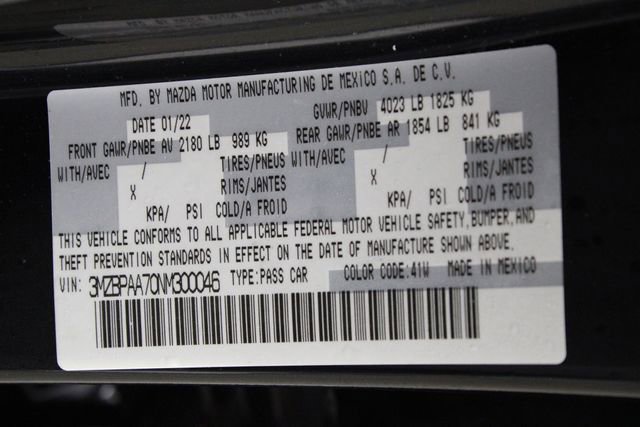 MFD. BY MAZDA MOTOR MANUFACTURING DE MEXICO S.A. DE C.V.
DATE 01/22 GVWR/PNBV 4023 LB 1825 KG
FRONT GAWR/PNBE AV 2180 LB 989 KG REAR GAWR/PNBE AR 1854 LB 841 KG
WITH/AVEC / TIRES/PNEUS WITH/AVEC / TIRES/PNEUS
X RIMS/JANTES X RIMS/JANTES
KPA/ PSI COLD/A FROID KPA/ PSI COLD/A FROID
THIS VEHICLE CONFORMS TO ALL APPLICABLE FEDERAL MOTOR VEHICLE SAFETY, BUMPER, AND
THEFT PREVENTION STANDARDS IN EFFECT ON THE DATE OF MANUFACTURE SHOWN ABOVE.
VIN: 3MZBPAA70NM300046 TYPE:PASS CAR COLOR CODE:41W MADE IN MEXICO